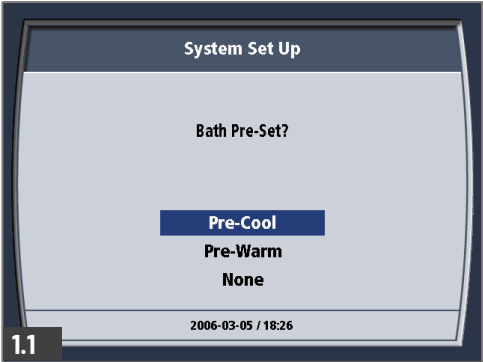 System Set Up
Bath Pre-Set?
Pre-Cool
Pre-Warm
None
2006-03-05 / 18:26
1.1